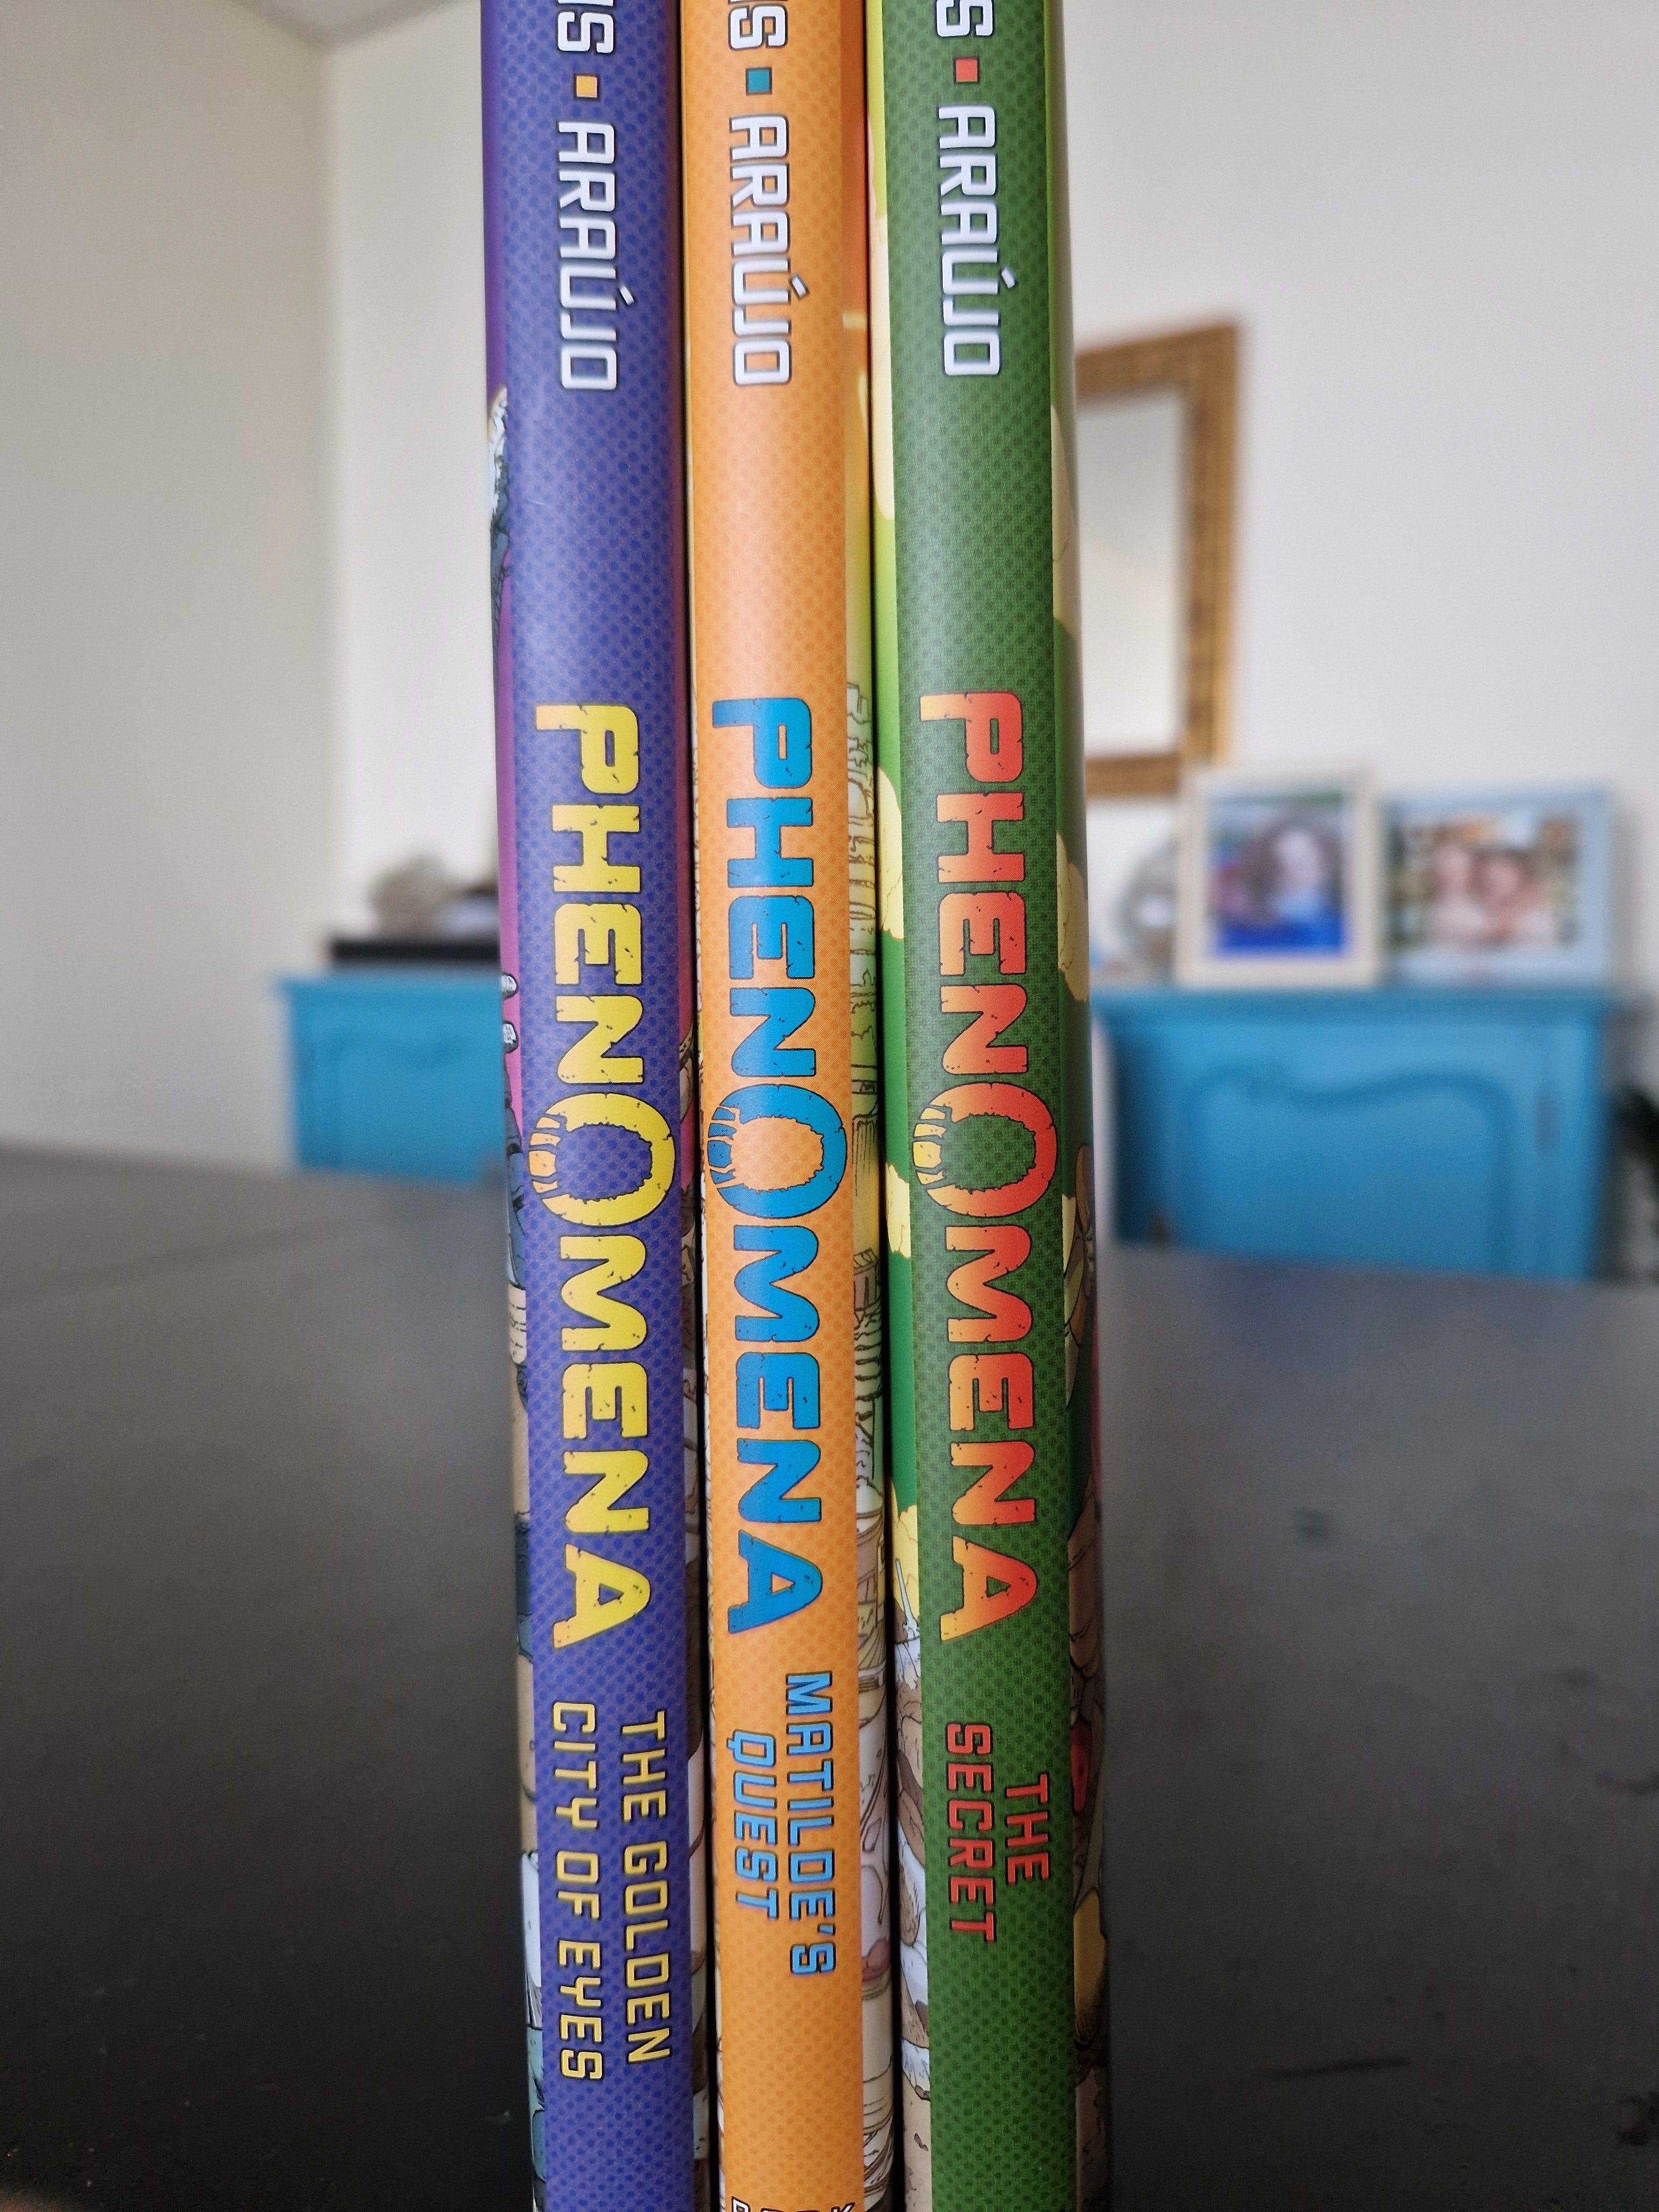 ARAÚJO
PHENOMENA
THE GOLDEN
CITY OF EYES
ARAÚJO
PHENOMENA
MATILDE'S
QUEST
ARAÚJO
PHENOMENA
THE
SECRET